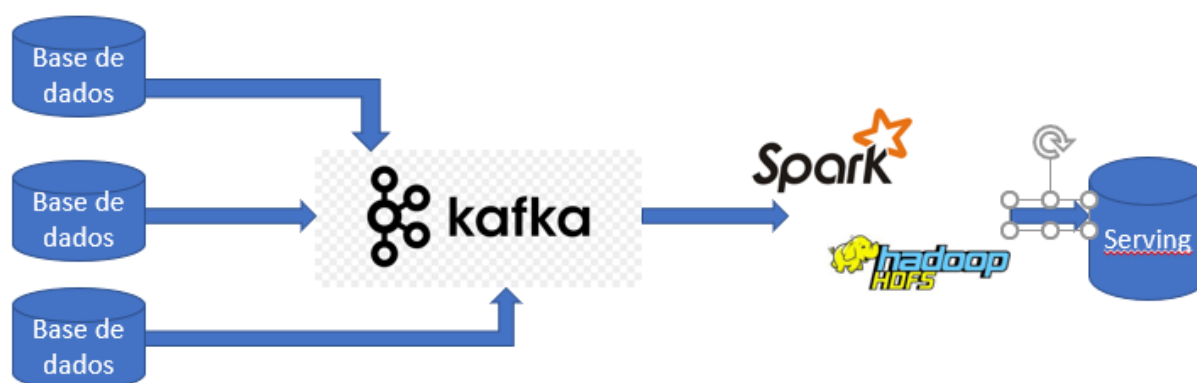 Base de
dados
Base de
dados
Base de
dados
kafka
Spark
hadoop
HDFS
Serving